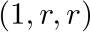 (1, r, r)